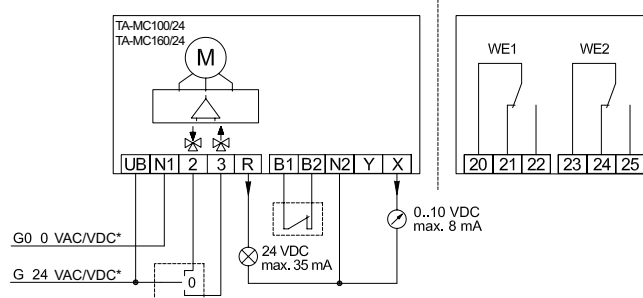 TA-MC100/24
TA-MC160/24
M
WE1 WE2
UB N1 2 3 R B1 B2 N2 Y X
20 21 22 23 24 25
0..10 VDC
max. 8 mA
G0 0 VAC/VDC*
24 VDC
max. 35 mA
G 24 VAC/VDC*
0